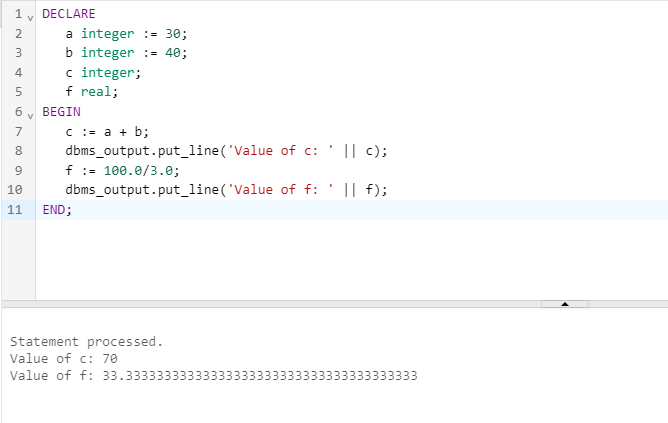 1 DECLARE
2 a integer := 30;
3 b integer := 40;
4 c integer;
5 f real;
6 BEGIN
7 c := a + b;
8 dbms_output.put_line('Value of c: ' || c);
9 f := 100.0/3.0;
10 dbms_output.put_line('Value of f: ' || f);
11 END;
Statement processed.
Value of c: 70
Value of f: 33.33333333333333333333333333333333333333